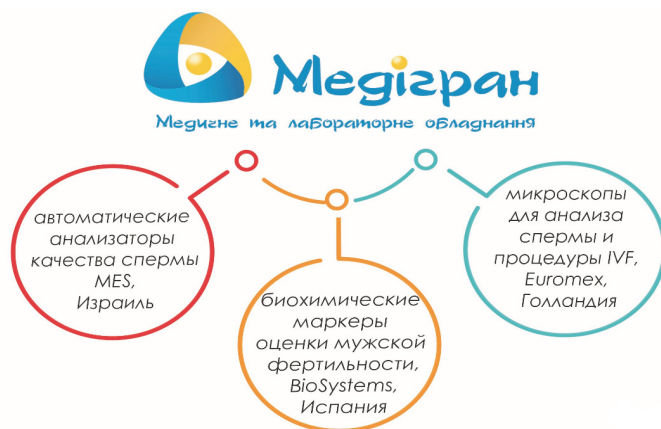 Медігран
Медичне та лабораторне обладнання
автоматические
анализаторы
качества спермы
MES,
Израиль
биохимические
маркеры
оценки мужской
фертильности,
BioSystems,
Испания
микроскопы
для анализа
спермы и
процедуры IVF,
Euromex,
Голландия